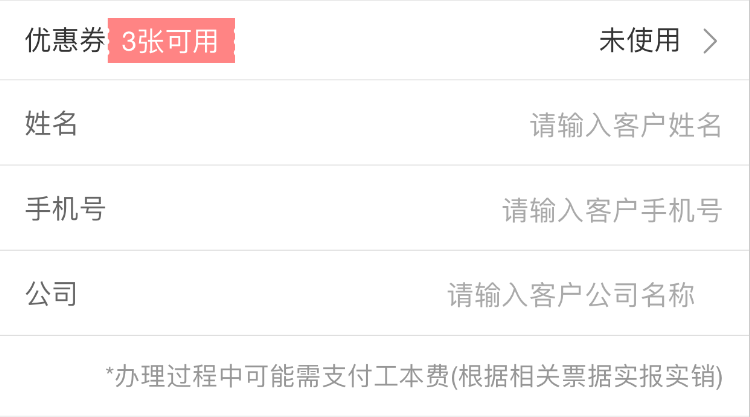 优惠券 3张可用 未使用
姓名 请输入客户姓名
手机号 请输入客户手机号
公司 请输入客户公司名称
*办理过程中可能需支付工本费(根据相关票据实报实销)